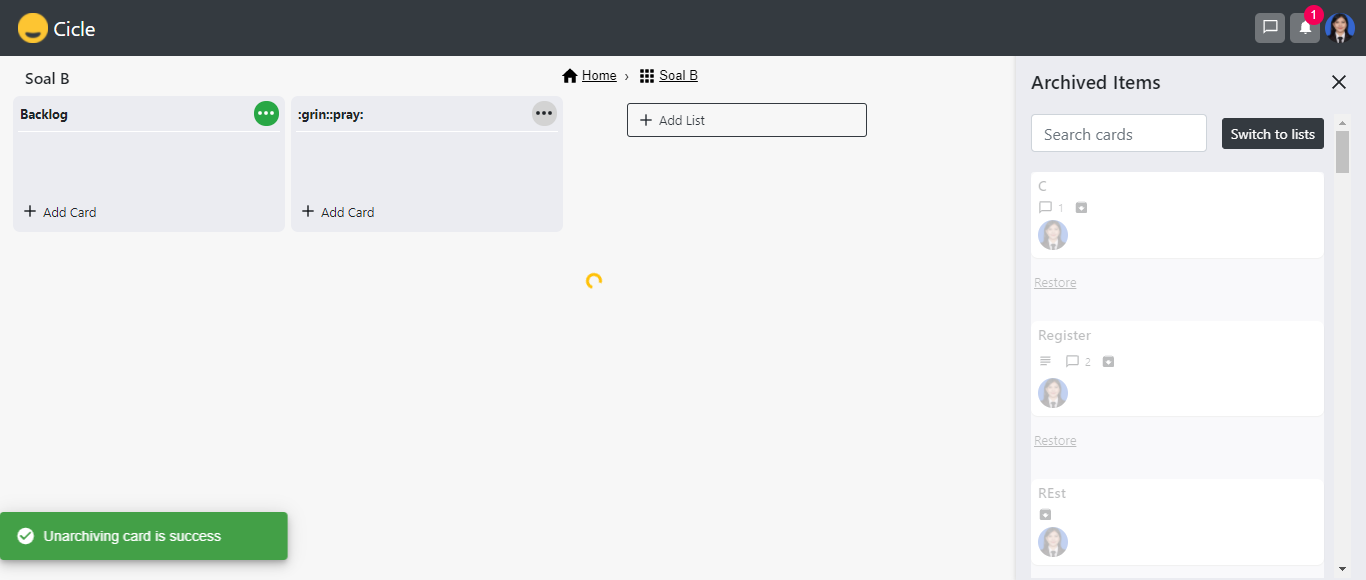 Cicle
1
Soal B
Home › Soal B
Backlog
:grin::pray:
Add List
Add Card
Add Card
Archived Items
Search cards
Switch to lists
C
1
Restore
Register
2
Restore
REst
Unarchiving card is success